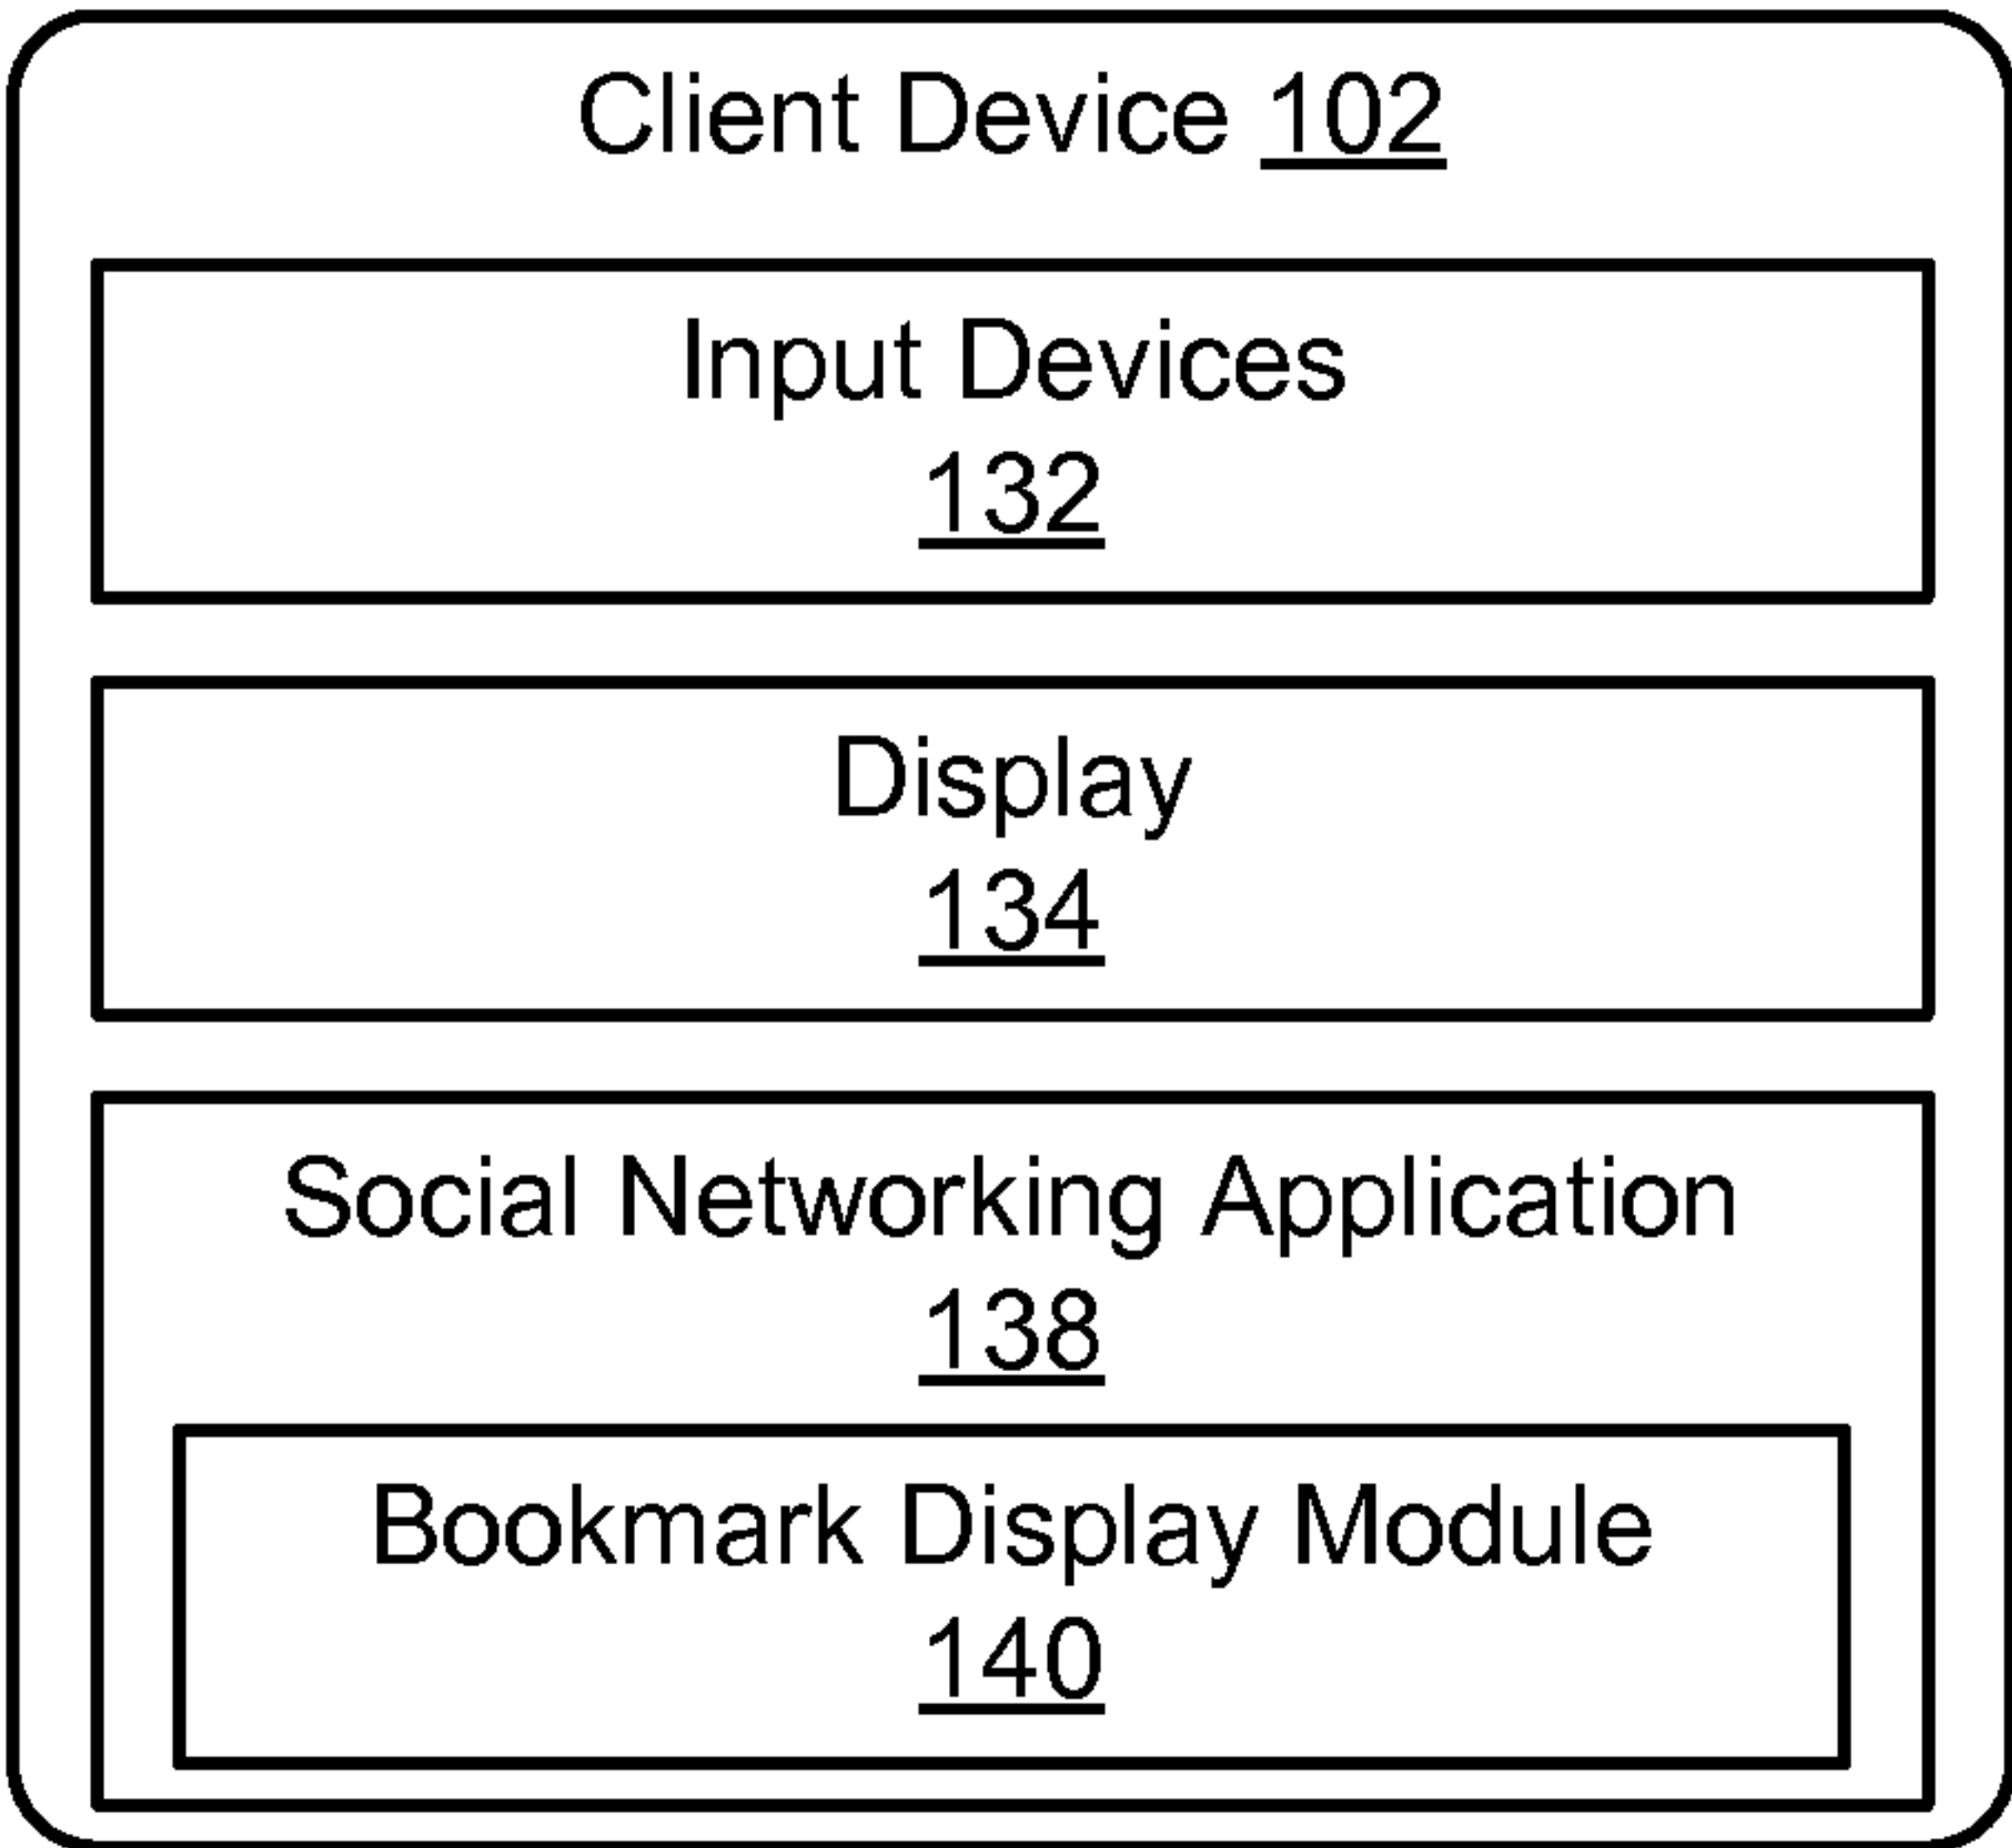 Client Device 102
Input Devices
132
Display
134
Social Networking Application
138
Bookmark Display Module
140